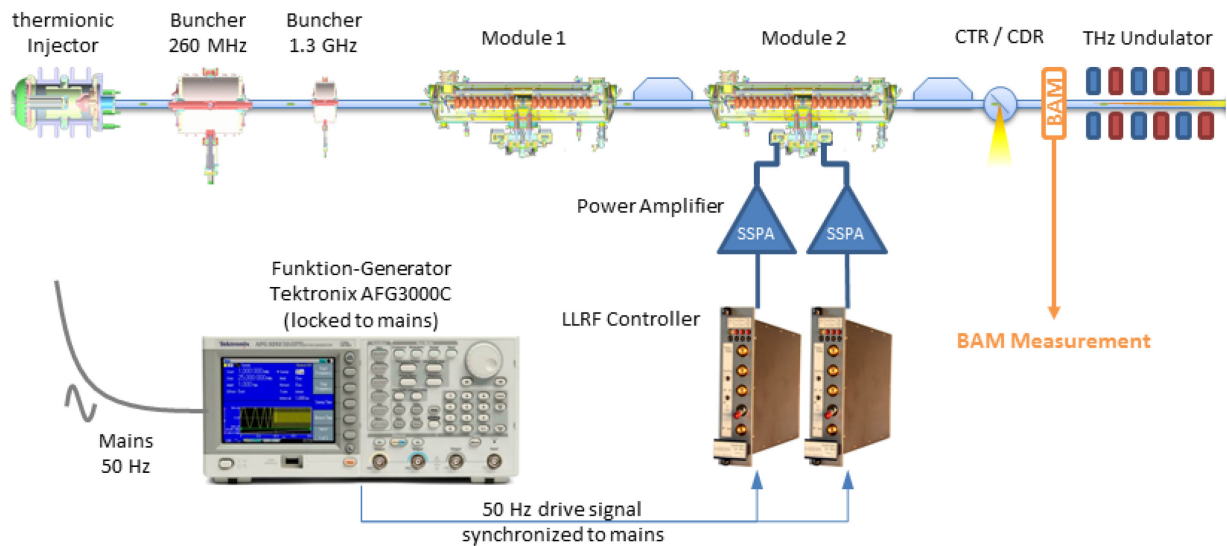 thermionic
Injector
Buncher
260 MHz
Buncher
1.3 GHz
Module 1
Module 2
CTR / CDR
THz Undulator
BAM
Power Amplifier
SSPA
SSPA
Funktion-Generator
Tektronix AFG3000C
(locked to mains)
LLRF Controller
BAM Measurement
Tektronix
Mains
50 Hz
50 Hz drive signal
synchronized to mains